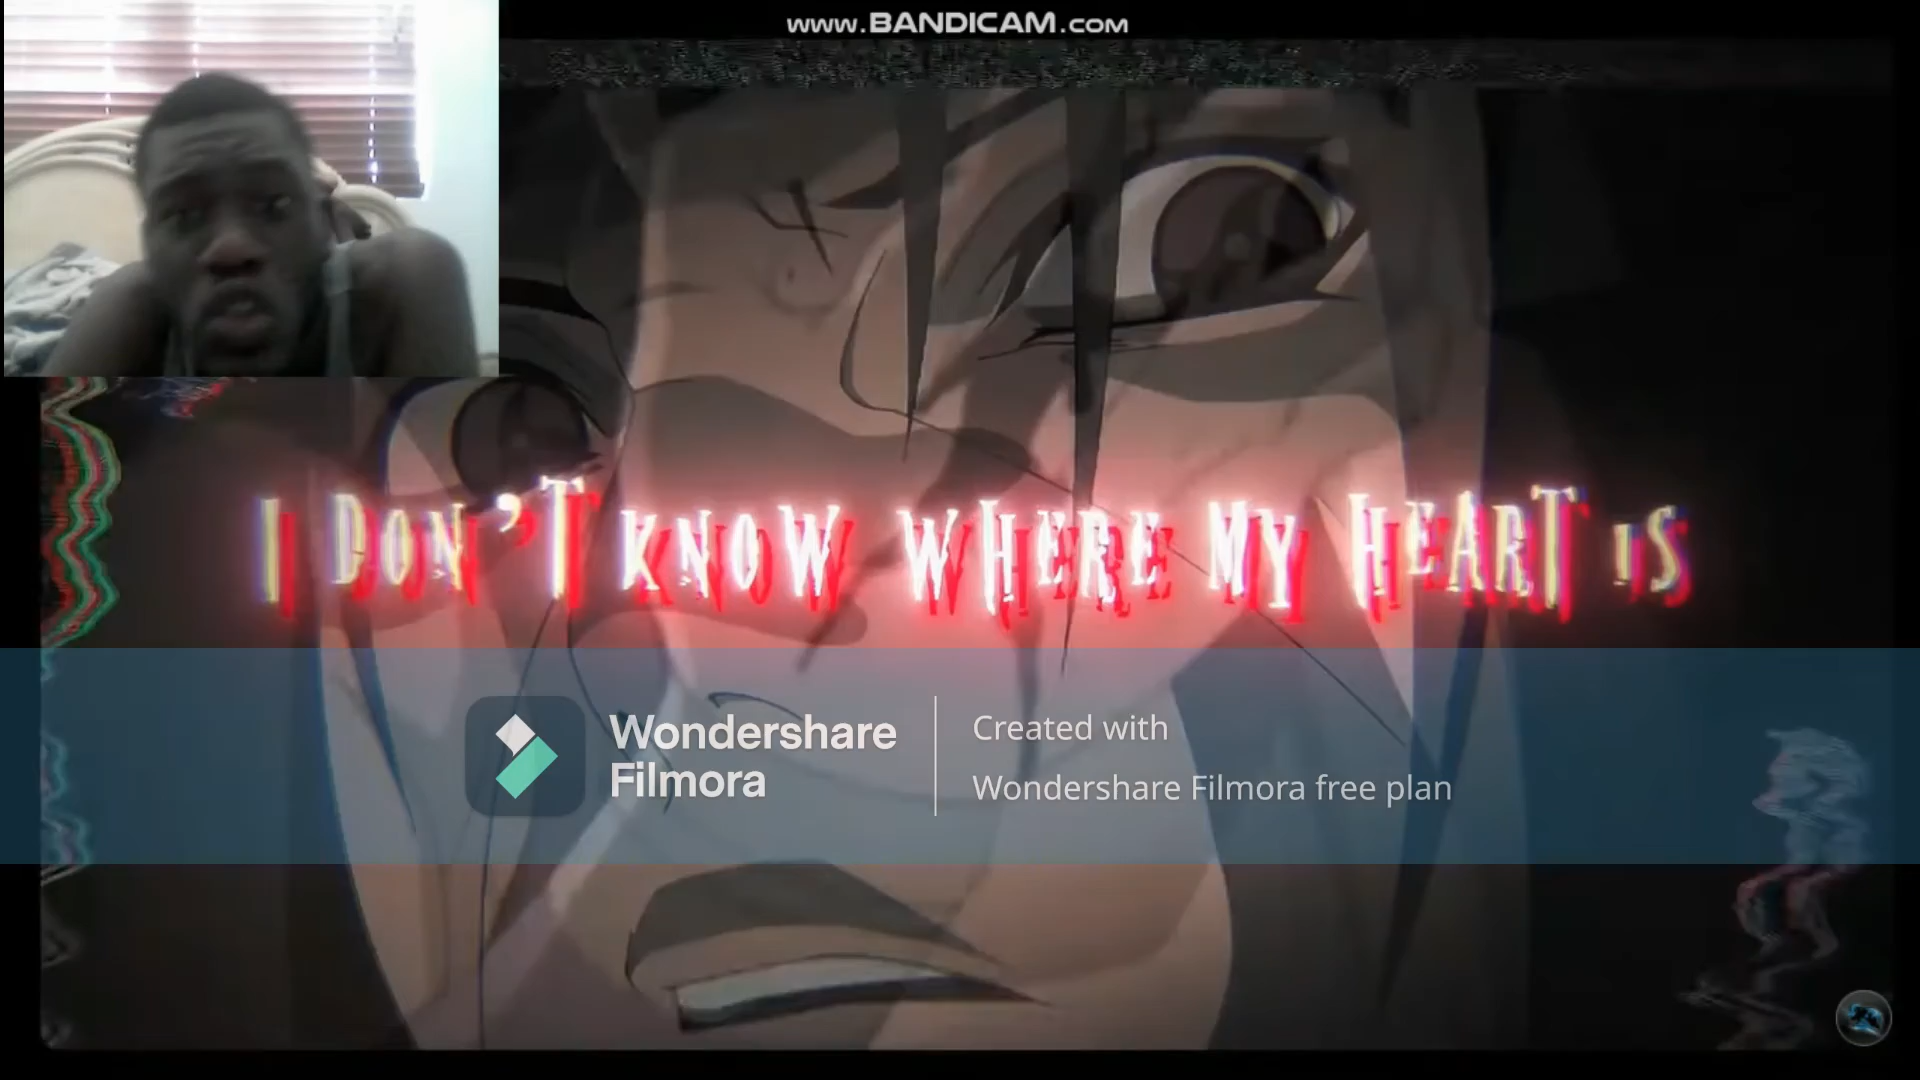 WWW.BANDICAM.COM
I DON'T KNOW WHERE MY HEART IS
Wondershare
Filmora
Created with
Wondershare Filmora free plan